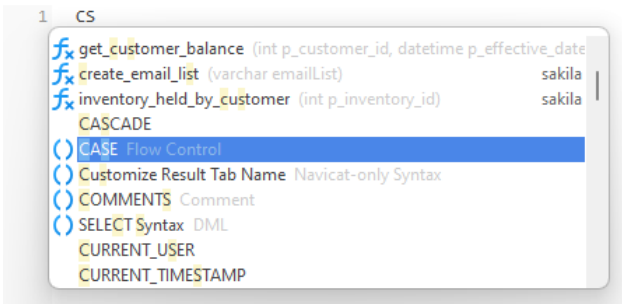 1 CS
get_customer_balance (int p_customer_id, datetime p_effective_date
create_email_list (varchar emailList) sakila
inventory_held_by_customer (int p_inventory_id) sakila
CASCADE
CASE Flow Control
Customize Result Tab Name Navicat-only Syntax
COMMENTS Comment
SELECT Syntax DML
CURRENT_USER
CURRENT_TIMESTAMP